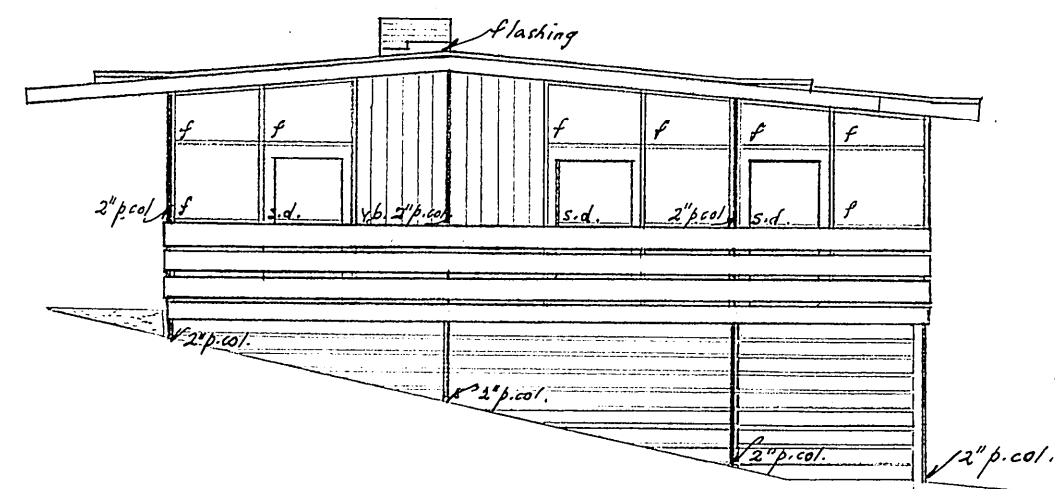 flashing
f f f f f f
2"p.col. f s.d. v.b. 2"p.col. s.d. 2"p.col s.d. f
2"p.col.
2"p.col.
2"p.col. 2"p.col.